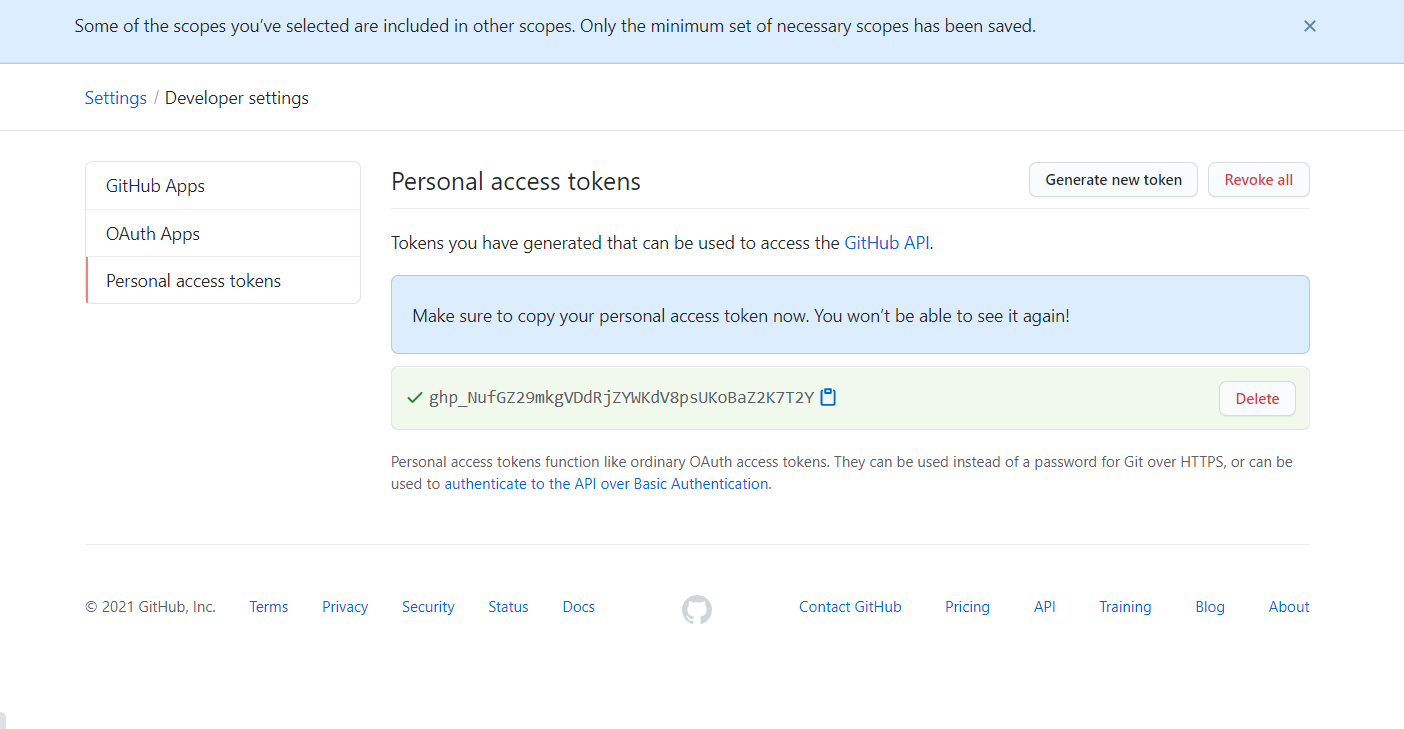 Some of the scopes you've selected are included in other scopes. Only the minimum set of necessary scopes has been saved.
Settings / Developer settings
GitHub Apps
OAuth Apps
Personal access tokens
Personal access tokens
Generate new token
Revoke all
Tokens you have generated that can be used to access the GitHub API.
Make sure to copy your personal access token now. You won't be able to see it again!
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
Delete
Personal access tokens function like ordinary OAuth access tokens. They can be used instead of a password for Git over HTTPS, or can be
used to authenticate to the API over Basic Authentication.
© 2021 GitHub, Inc.
Terms
Privacy
Security
Status
Docs
Contact GitHub
Pricing
API
Training
Blog
About